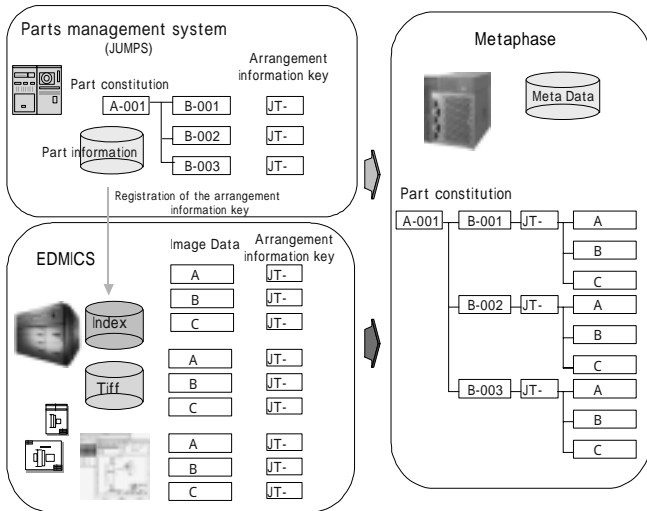 Parts management system
(JUMPS)
Arrangement
information key
Part constitution
A-001 B-001 JT-
B-002 JT-
Part information
B-003 JT-
Registration of the arrangement
information key
EDMICS
Image Data
Arrangement
information key
A JT-
B JT-
C JT-
Index
A JT-
B JT-
C JT-
Tiff
A JT-
B JT-
C JT-
Metaphase
Meta Data
Part constitution
A-001 B-001 JT- A
B
C
B-002 JT- A
B
C
B-003 JT- A
B
C